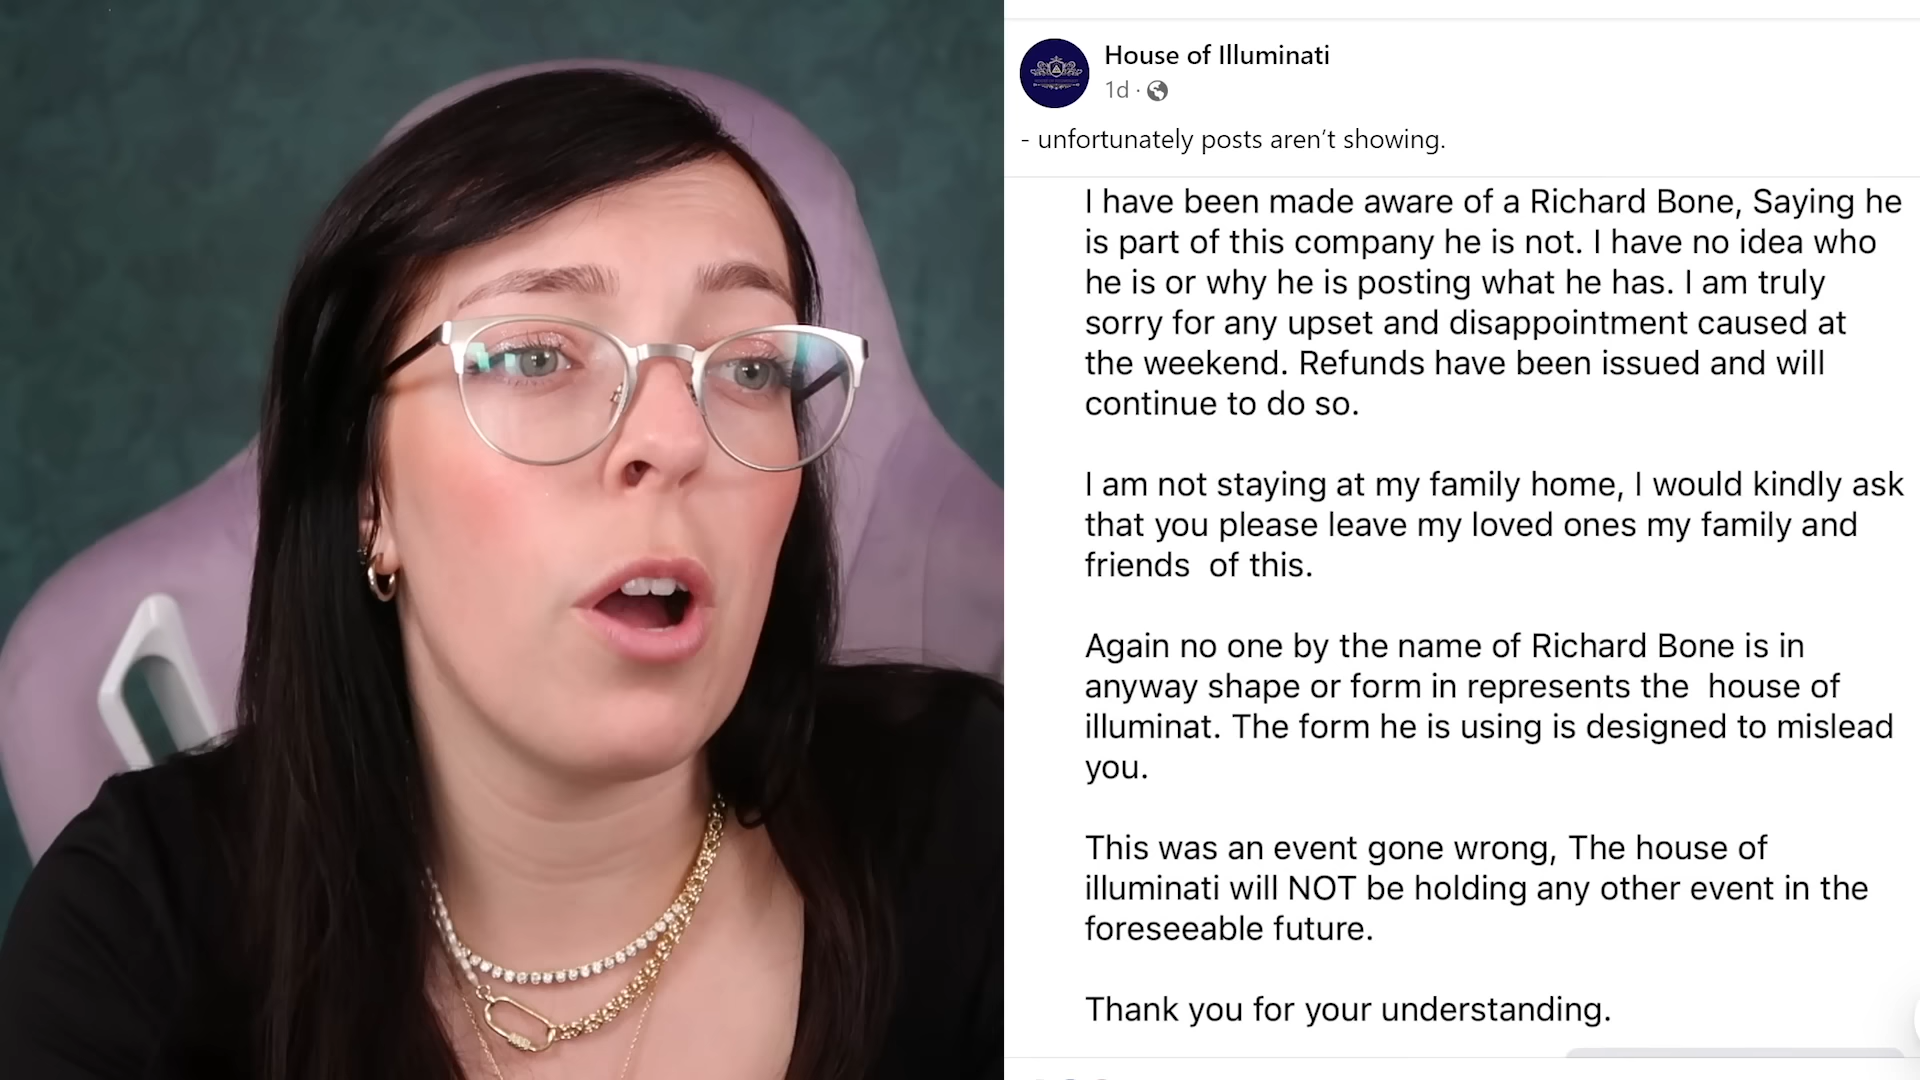 House of Illuminati
1d ·
- unfortunately posts aren't showing.
I have been made aware of a Richard Bone, Saying he
is part of this company he is not. I have no idea who
he is or why he is posting what he has. I am truly
sorry for any upset and disappointment caused at
the weekend. Refunds have been issued and will
continue to do so.
I am not staying at my family home, I would kindly ask
that you please leave my loved ones my family and
friends  of this.
Again no one by the name of Richard Bone is in
anyway shape or form in represents the  house of
illuminat. The form he is using is designed to mislead
you.
This was an event gone wrong, The house of
illuminati will NOT be holding any other event in the
foreseeable future.
Thank you for your understanding.